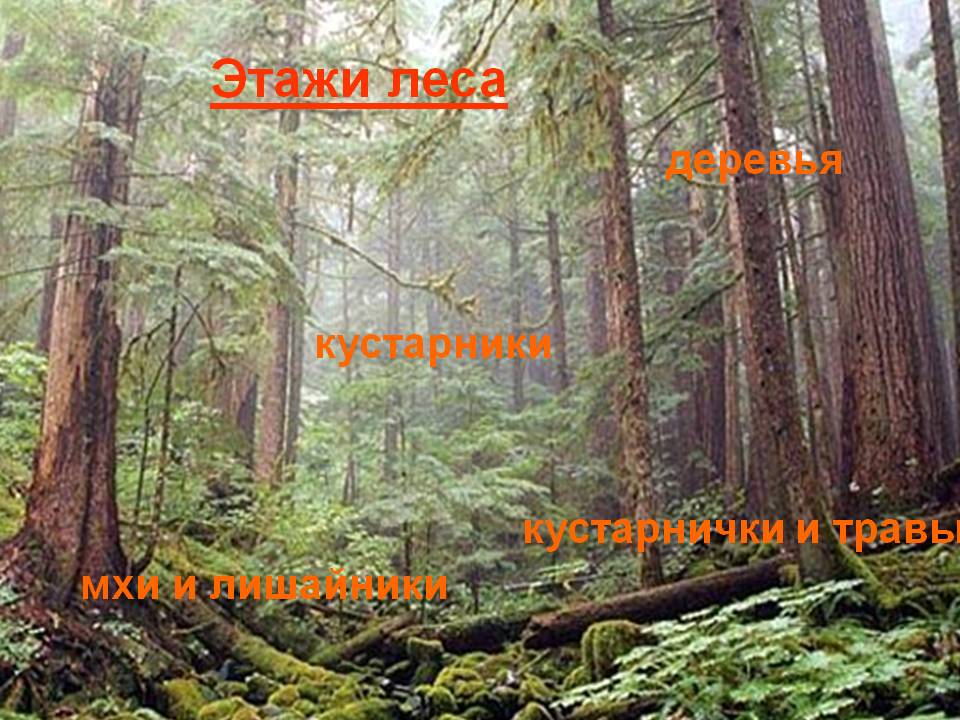 Этажи леса
деревья
кустарники
кустарнички и травы
мхи и лишайники